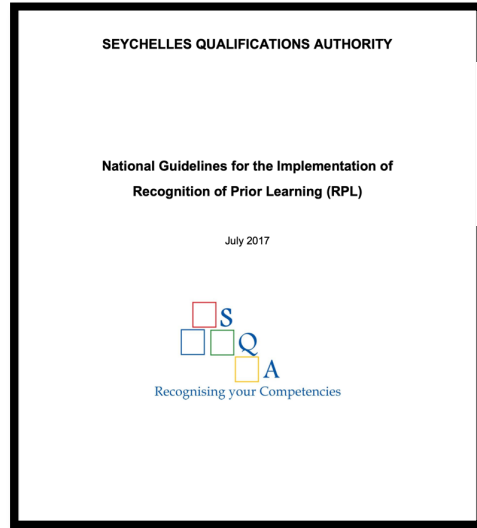 SEYCHELLES QUALIFICATIONS AUTHORITY
National Guidelines for the Implementation of
Recognition of Prior Learning (RPL)
July 2017
S
Q
A
Recognising your Competencies